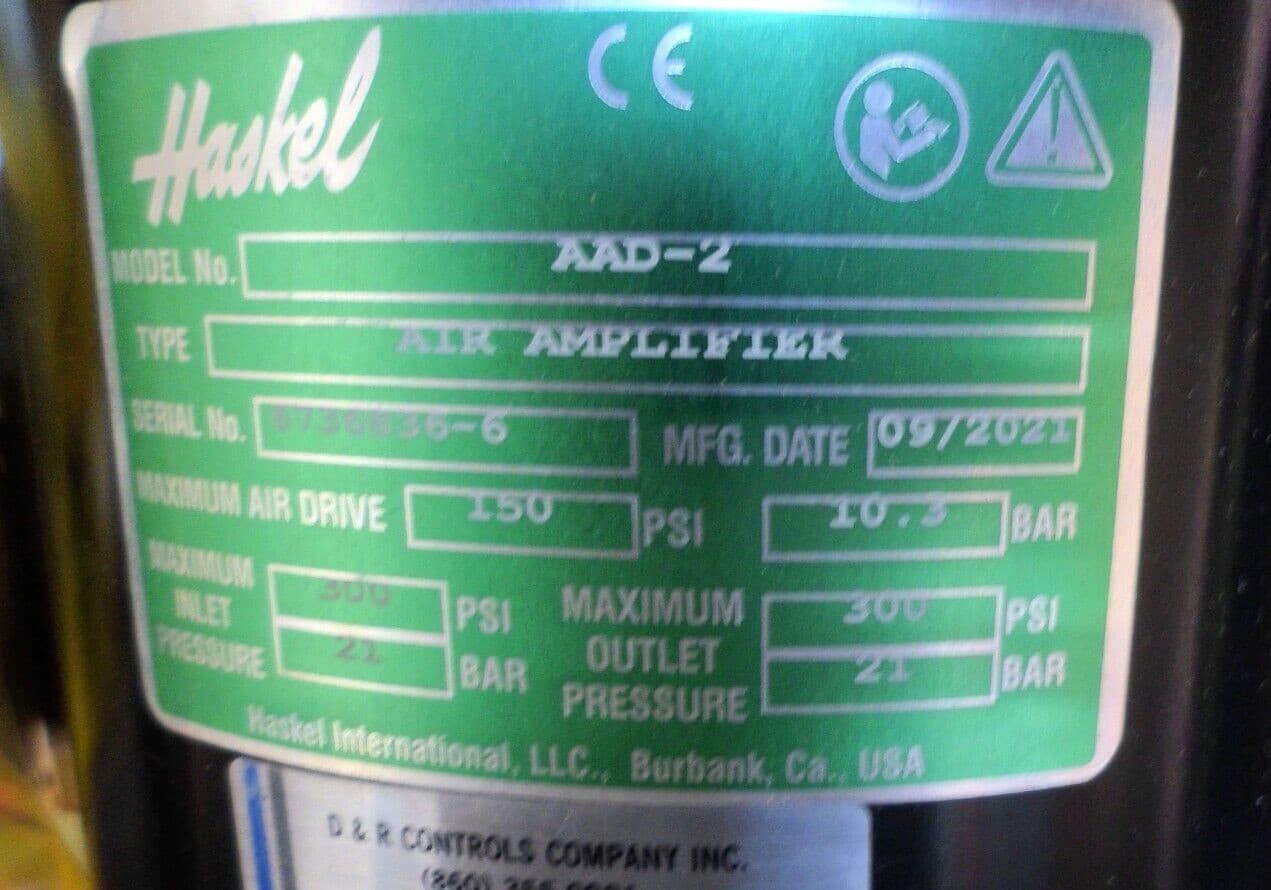 Haskel
CE
MODEL No. AAD-2
TYPE AIR AMPLIFIER
SERIAL No. MFG. DATE 09/2021
MAXIMUM AIR DRIVE 150 PSI 10.3 BAR
MAXIMUM INLET PRESSURE 300 PSI 21 BAR
MAXIMUM OUTLET PRESSURE 300 PSI 21 BAR
Haskel International, LLC., Burbank, Ca., USA
D & R CONTROLS COMPANY INC.